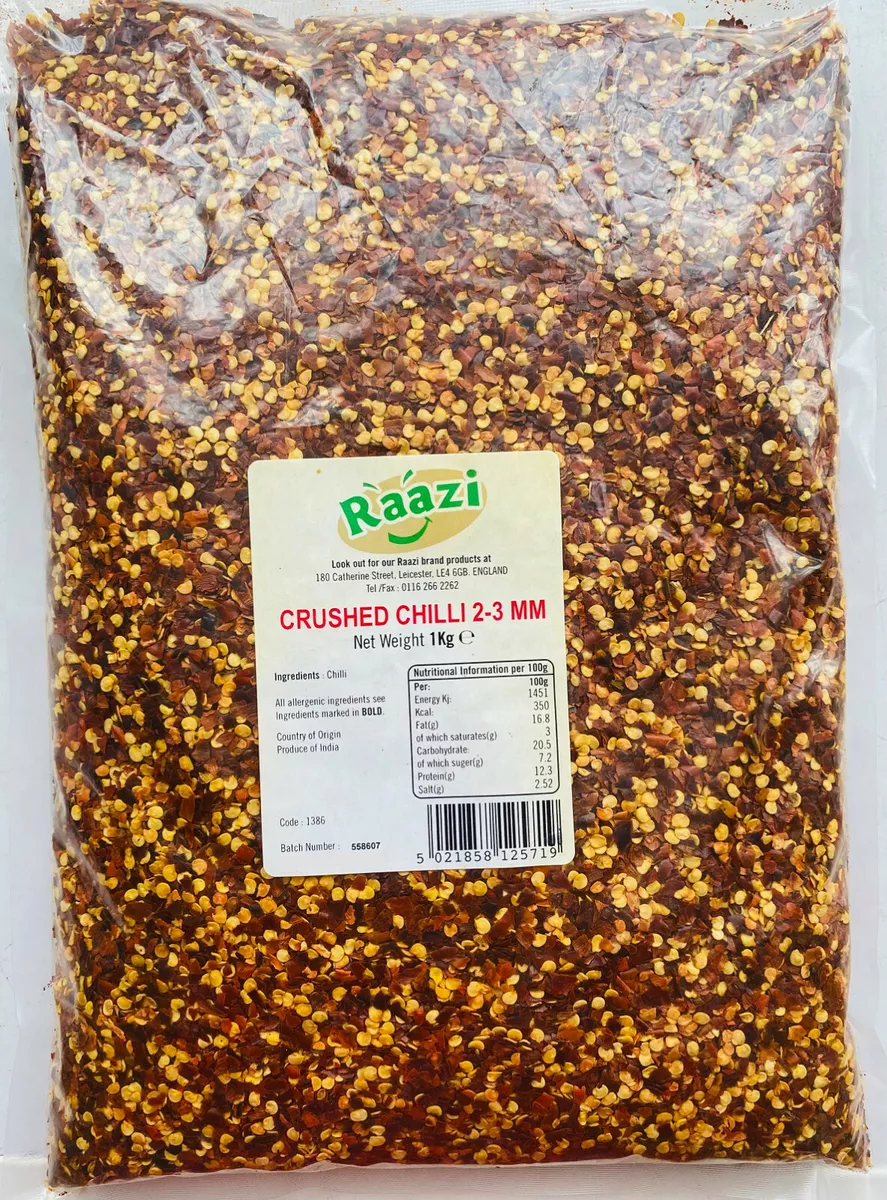 Raazi
Look out for our Raazi brand products at
180 Catherine Street, Leicester, LE4 6GB. ENGLAND
Tel /Fax : 0116 266 2262
CRUSHED CHILLI 2-3 MM
Net Weight 1Kg ℮
Ingredients : Chilli
All allergenic ingredients see
Ingredients marked in BOLD.
Country of Origin
Produce of India
Nutritional Information per 100g
Per: 100g
Energy Kj: 1451
Kcal: 350
Fat(g) 16.8
of which saturates(g) 3
Carbohydrate: 20.5
of which suger(g) 7.2
Protein(g) 12.3
Salt(g) 2.52
Code : 1386
Batch Number : 558607
5 021858 125719